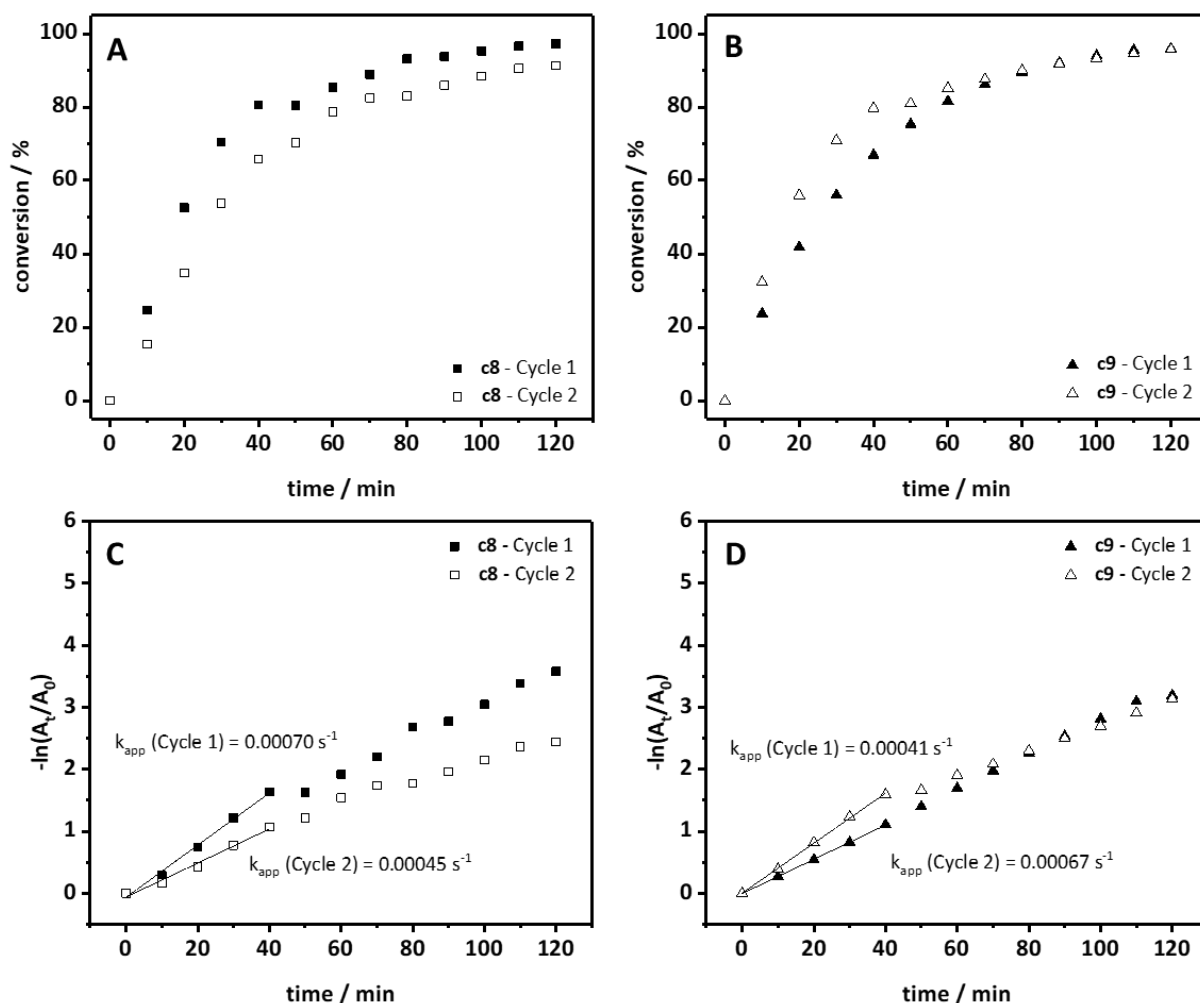 A
conversion / %
100
80
60
40
20
0
c8 - Cycle 1
c8 - Cycle 2
0 20 40 60 80 100 120
time / min
B
conversion / %
100
80
60
40
20
0
c9 - Cycle 1
c9 - Cycle 2
0 20 40 60 80 100 120
time / min
C
-ln(At/A0)
6
5
4
3
2
1
0
c8 - Cycle 1
c8 - Cycle 2
kapp (Cycle 1) = 0.00070 s-1
kapp (Cycle 2) = 0.00045 s-1
0 20 40 60 80 100 120
time / min
D
-ln(At/A0)
6
5
4
3
2
1
0
c9 - Cycle 1
c9 - Cycle 2
kapp (Cycle 1) = 0.00041 s-1
kapp (Cycle 2) = 0.00067 s-1
0 20 40 60 80 100 120
time / min